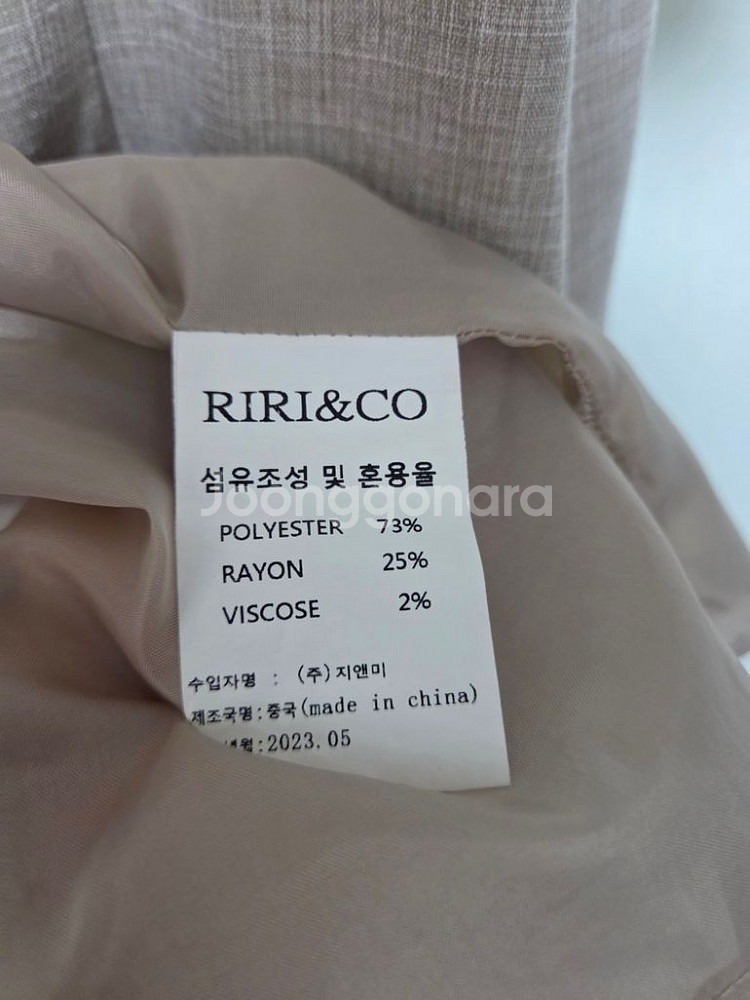 RIRI&CO
섬유조성 및 혼용율
Joonggonara
POLYESTER 73%
RAYON 25%
VISCOSE 2%
수입자명 : (주)지앤미
제조국명:중국(made in china)
월:2023.05